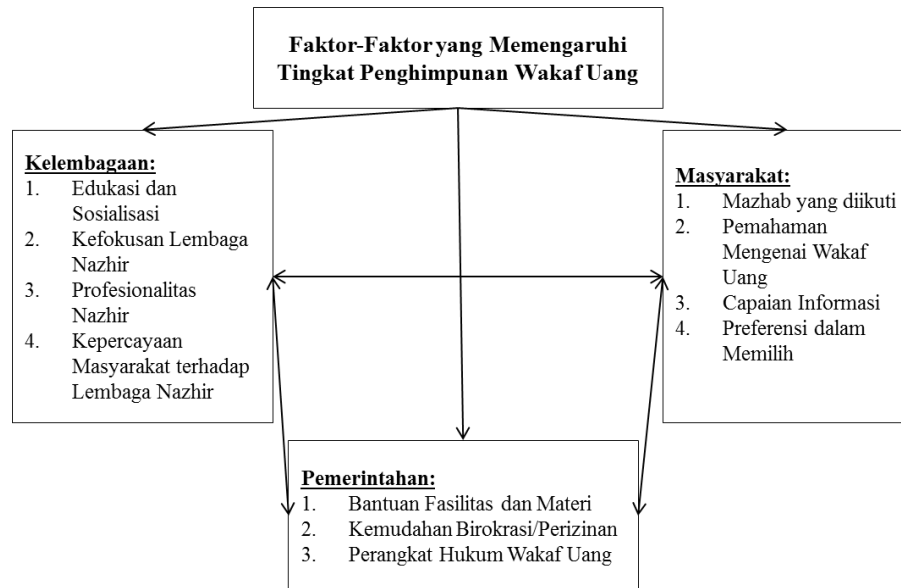 Faktor-Faktor yang Memengaruhi
Tingkat Penghimpunan Wakaf Uang
Kelembagaan:
1. Edukasi dan
Sosialisasi
2. Kefokusan Lembaga
Nazhir
3. Profesionalitas
Nazhir
4. Kepercayaan
Masyarakat terhadap
Lembaga Nazhir
Masyarakat:
1. Mazhab yang diikuti
2. Pemahaman
Mengenai Wakaf
Uang
3. Capaian Informasi
4. Preferensi dalam
Memilih
Pemerintahan:
1. Bantuan Fasilitas dan Materi
2. Kemudahan Birokrasi/Perizinan
3. Perangkat Hukum Wakaf Uang